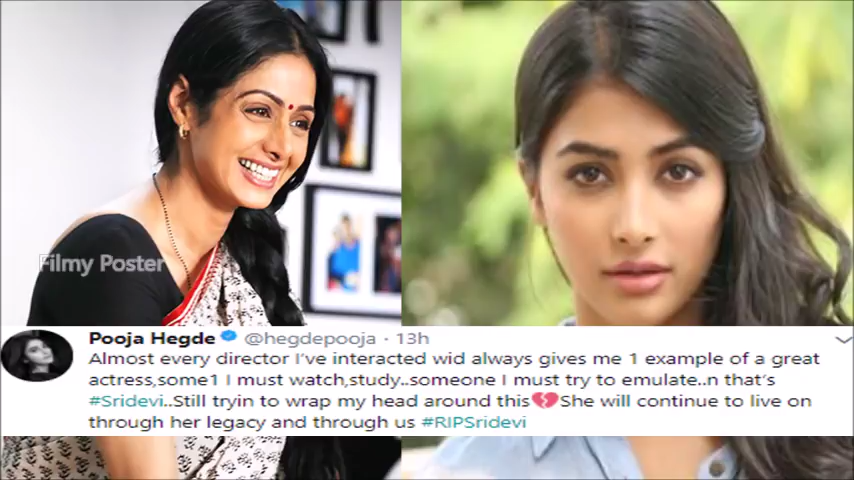 Filmy Poster
Pooja Hegde @hegdepooja · 13h
Almost every director I've interacted wid always gives me 1 example of a great
actress,some1 I must watch,study..someone I must try to emulate..n that's
#Sridevi..Still tryin to wrap my head around this💔She will continue to live on
through her legacy and through us #RIPSridevi